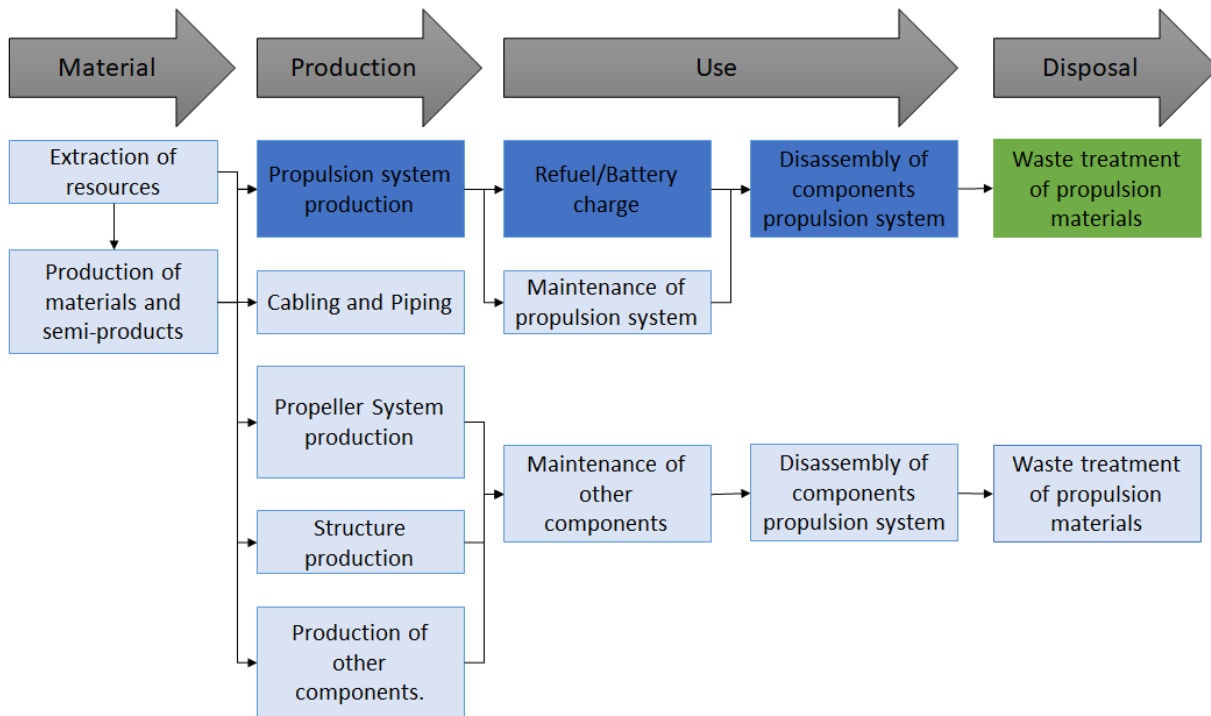 Material
Production
Use
Disposal
Extraction of
resources
Propulsion system
production
Refuel/Battery
charge
Disassembly of
components
propulsion system
Waste treatment
of propulsion
materials
Production of
materials and
semi-products
Cabling and Piping
Maintenance of
propulsion system
Propeller System
production
Maintenance of
other
components
Disassembly of
components
propulsion system
Waste treatment
of propulsion
materials
Structure
production
Production of
other
components.